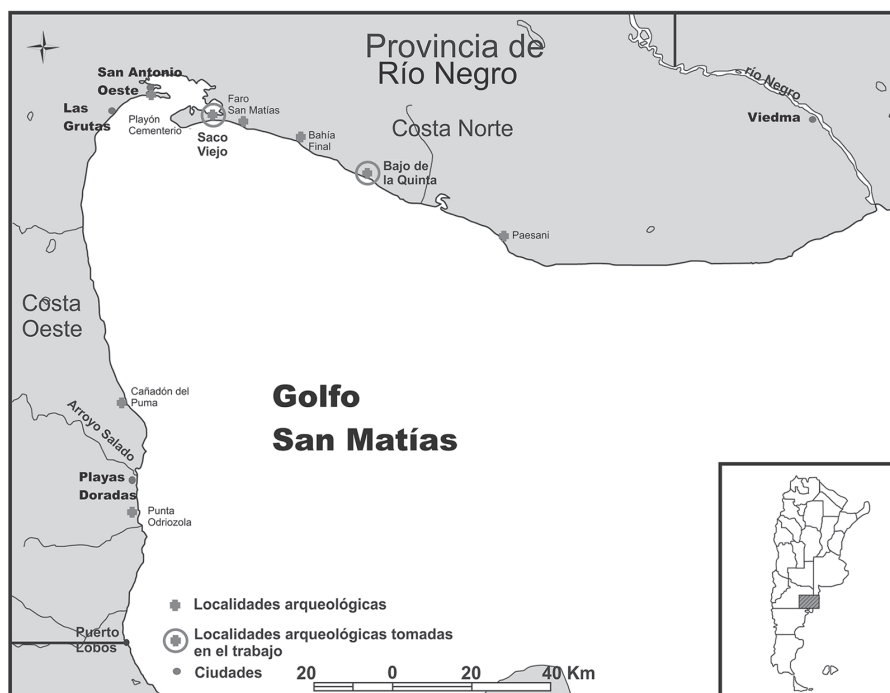 Provincia de
Río Negro
San Antonio
Oeste
Las
Grutas
Playón
Cementerio
Faro
San Matías
Saco
Viejo
Bahía
Final
Costa Norte
Bajo de
la Quinta
río Negro
Viedma
Paesani
Costa
Oeste
Cañadón del
Puma
Arroyo Salado
Playas
Doradas
Punta
Odriozola
Golfo
San Matías
Puerto
Lobos
Localidades arqueológicas
Localidades arqueológicas tomadas
en el trabajo
Ciudades
20 0 20 40 Km